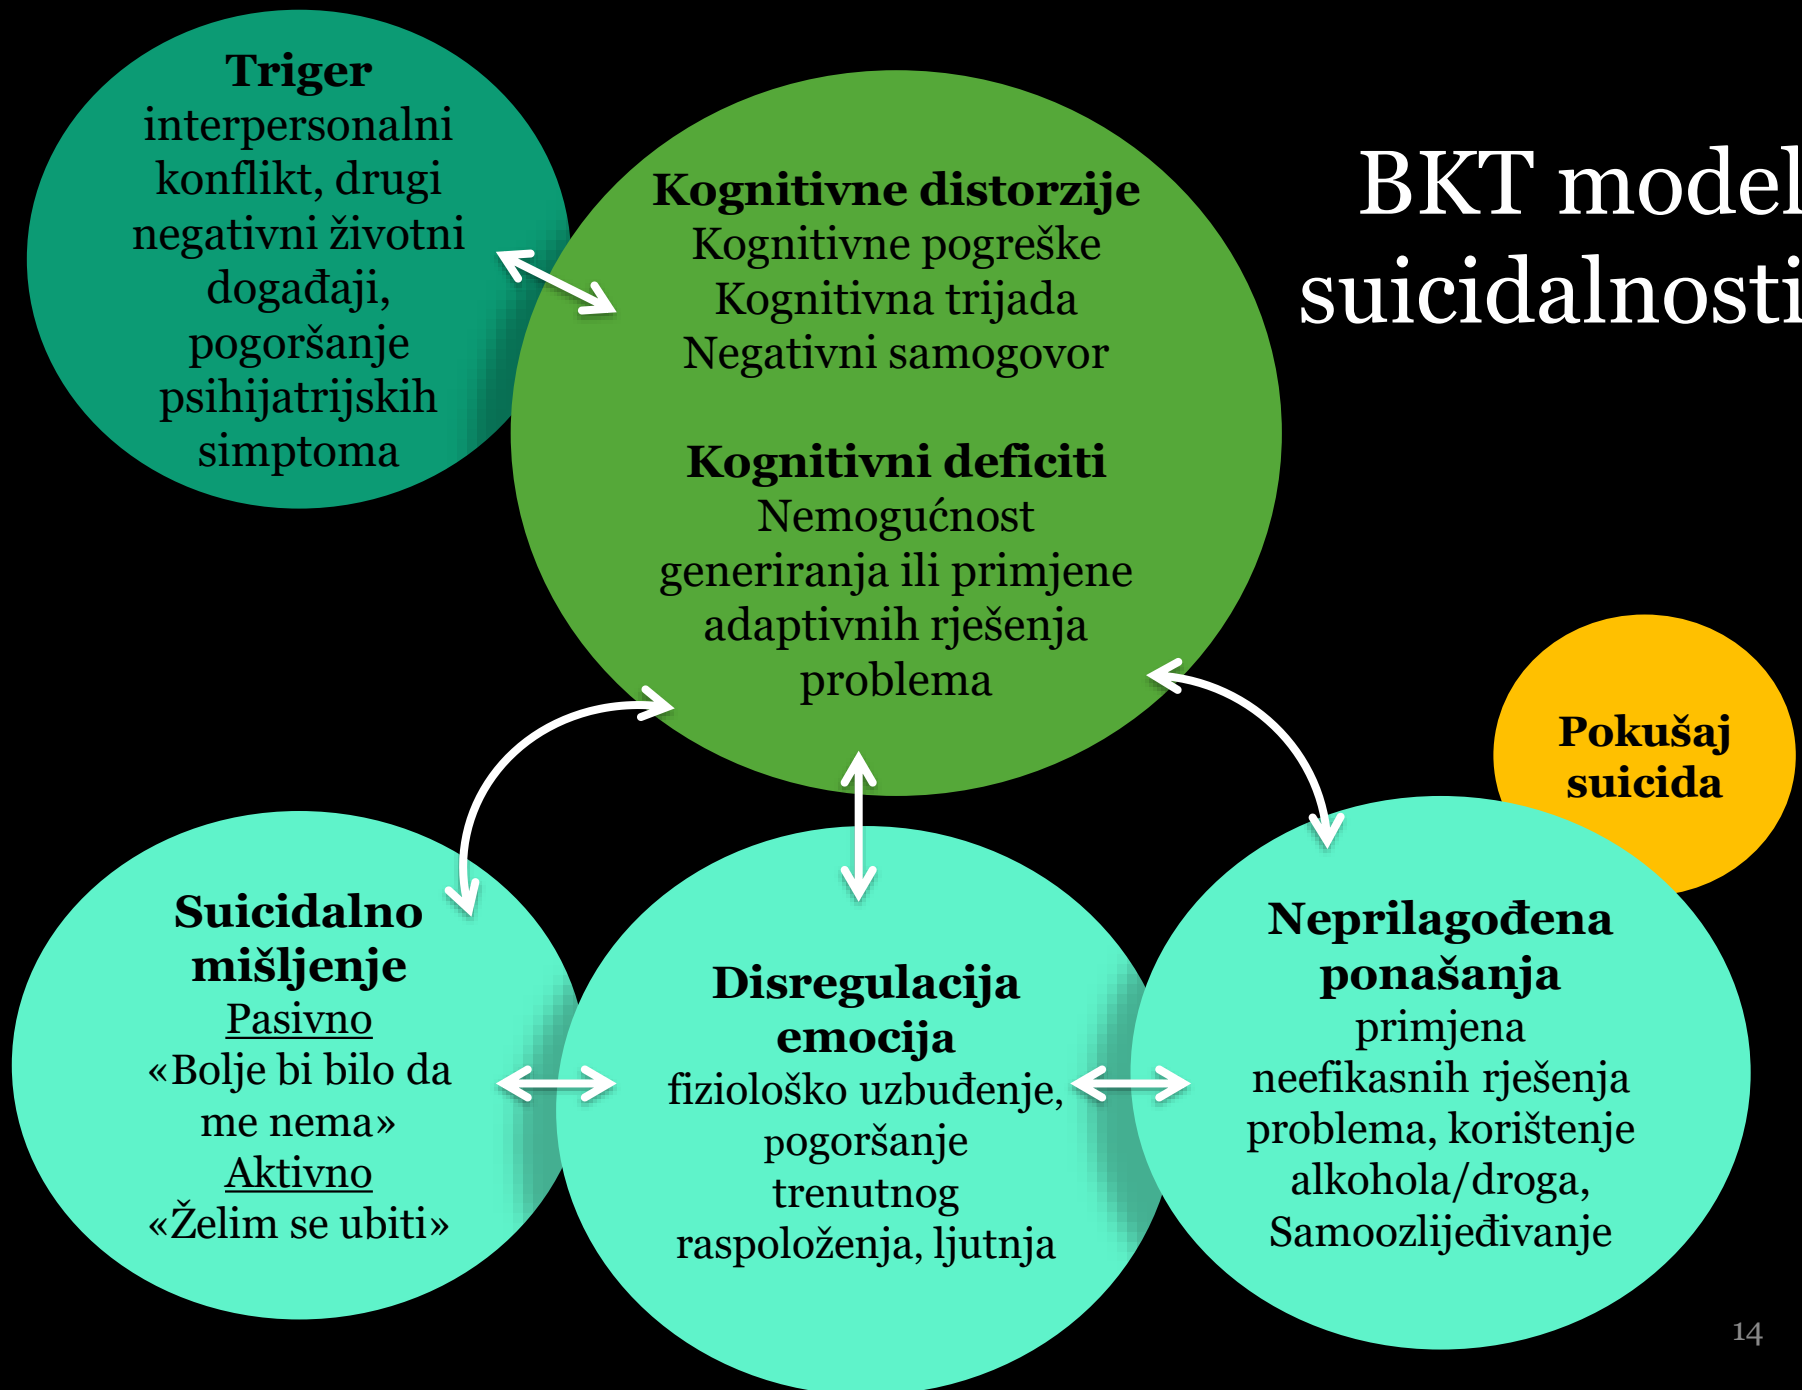 Triger
interpersonalni
konflikt, drugi
negativni životni
događaji,
pogoršanje
psihijatrijskih
simptoma
Kognitivne distorzije
Kognitivne pogreške
Kognitivna trijada
Negativni samogovor
Kognitivni deficiti
Nemogućnost
generiranja ili primjene
adaptivnih rješenja
problema
BKT model
suicidalnosti
Pokušaj
suicida
Suicidalno
mišljenje
Pasivno
«Bolje bi bilo da
me nema»
Aktivno
«Želim se ubiti»
Disregulacija
emocija
fiziološko uzbuđenje,
pogoršanje
trenutnog
raspoloženja, ljutnja
Neprilagođena
ponašanja
primjena
neefikasnih rješenja
problema, korištenje
alkohola/droga,
Samoozlijeđivanje
14